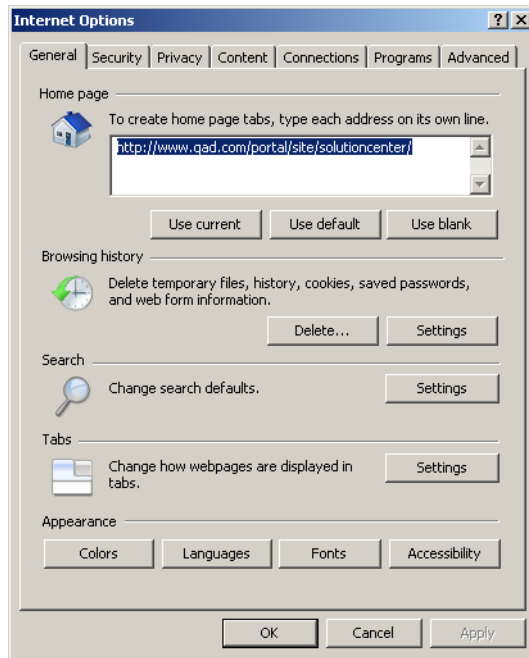 Internet Options
General Security Privacy Content Connections Programs Advanced
Home page
To create home page tabs, type each address on its own line.
http://www.qad.com/portal/site/solutioncenter/
Use current Use default Use blank
Browsing history
Delete temporary files, history, cookies, saved passwords,
and web form information.
Delete... Settings
Search
Change search defaults. Settings
Tabs
Change how webpages are displayed in
tabs.
Settings
Appearance
Colors Languages Fonts Accessibility
OK Cancel Apply